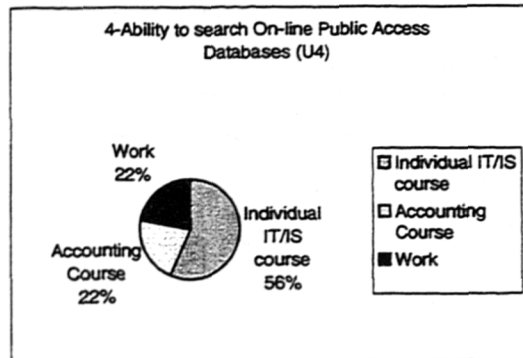 4-Ability to search On-line Public Access
Databases (U4)
Work
22%
Individual
IT/IS
course
56%
Accounting
Course
22%
Individual IT/IS
course
Accounting
Course
Work